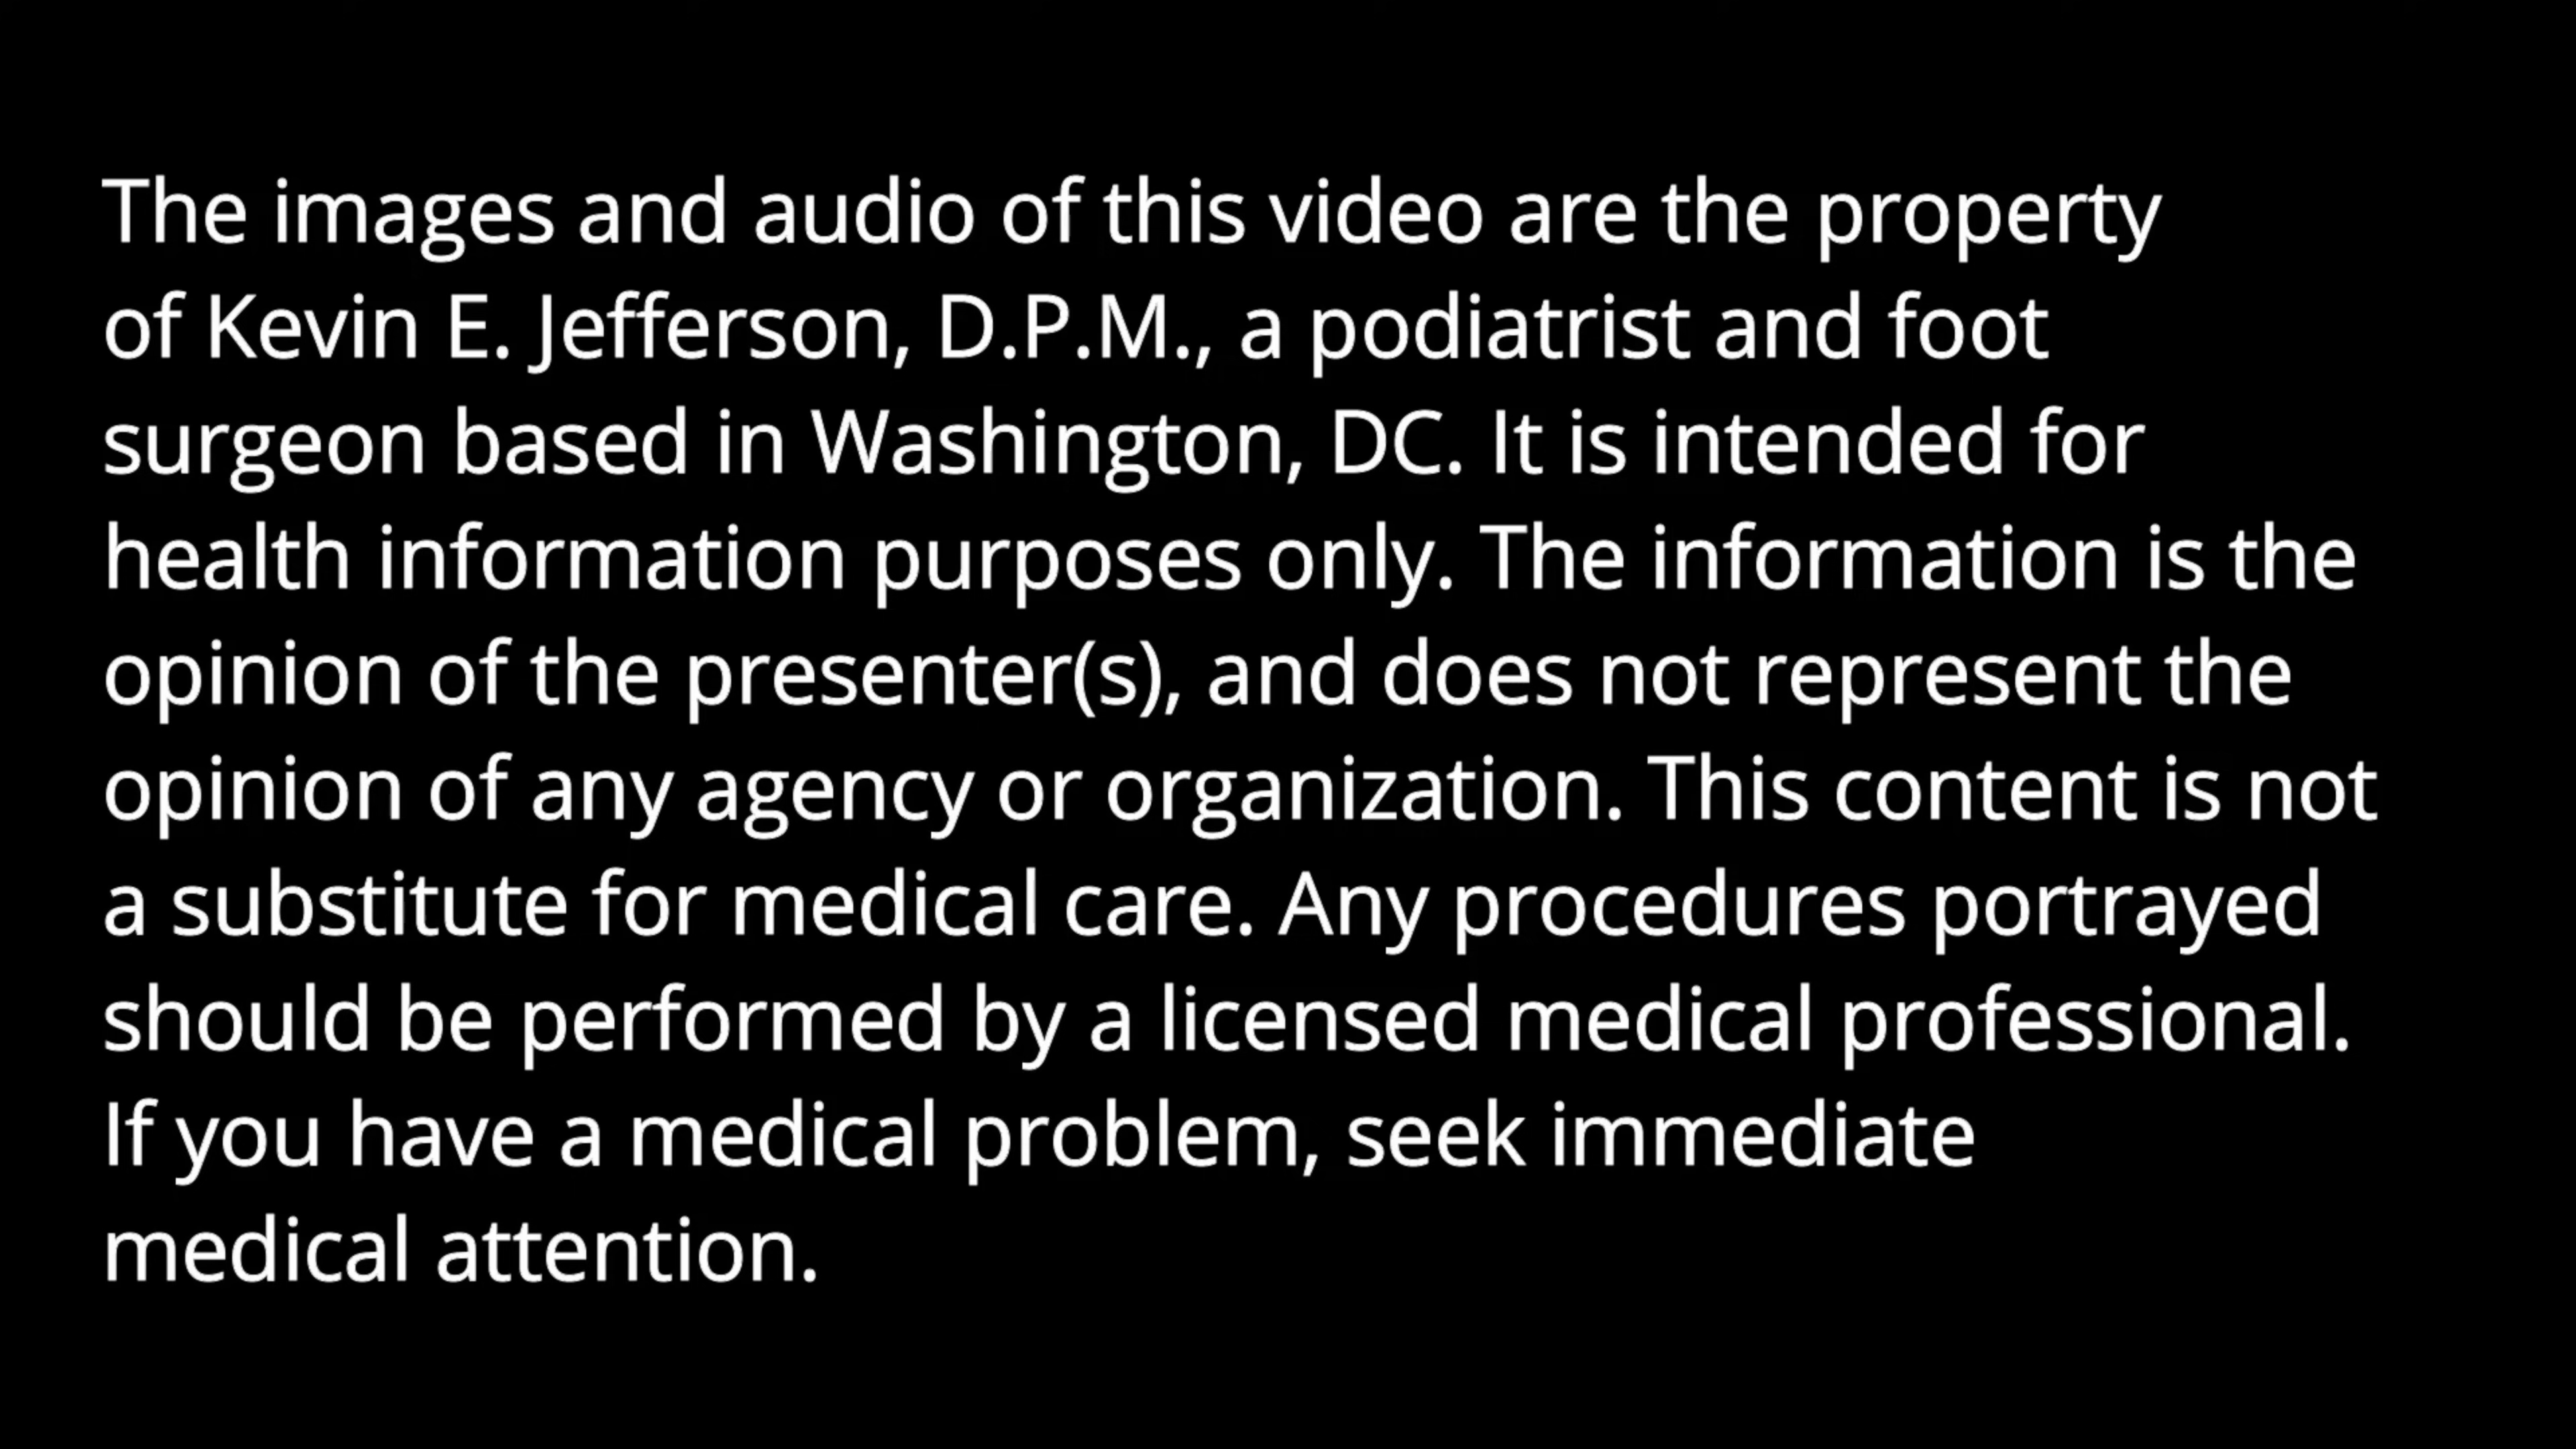 The images and audio of this video are the property
of Kevin E. Jefferson, D.P.M., a podiatrist and foot
surgeon based in Washington, DC. It is intended for
health information purposes only. The information is the
opinion of the presenter(s), and does not represent the
opinion of any agency or organization. This content is not
a substitute for medical care. Any procedures portrayed
should be performed by a licensed medical professional.
If you have a medical problem, seek immediate
medical attention.